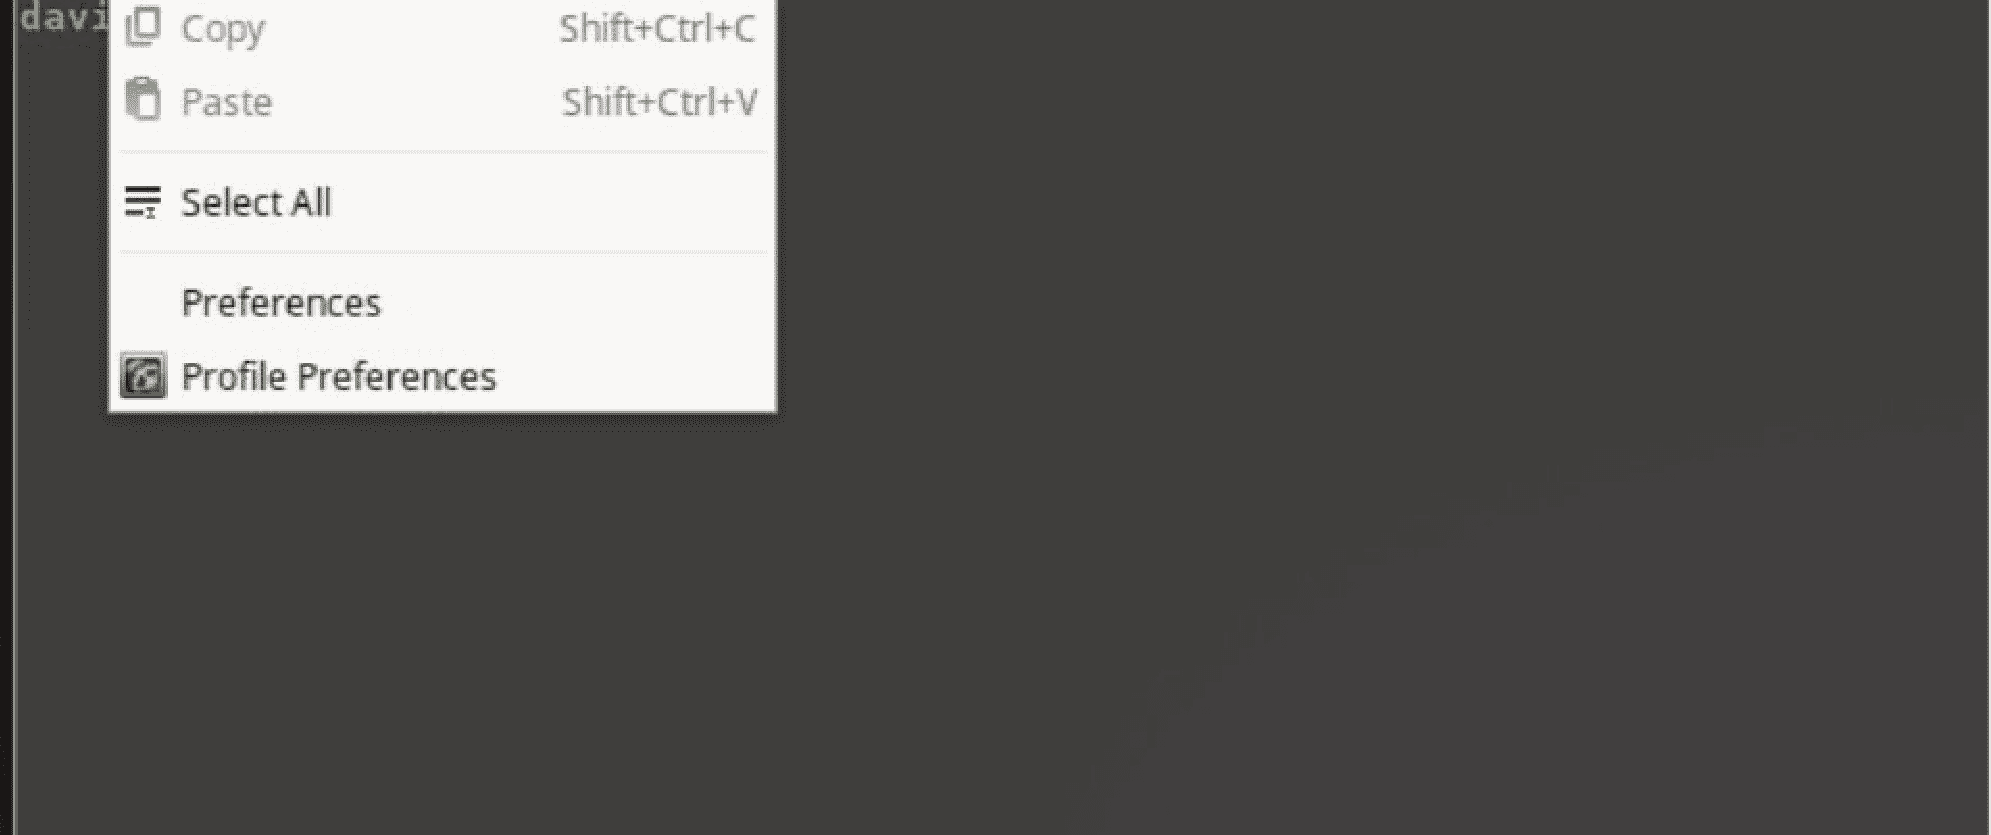 davi
Copy Shift+Ctrl+C
Paste Shift+Ctrl+V
Select All
Preferences
Profile Preferences